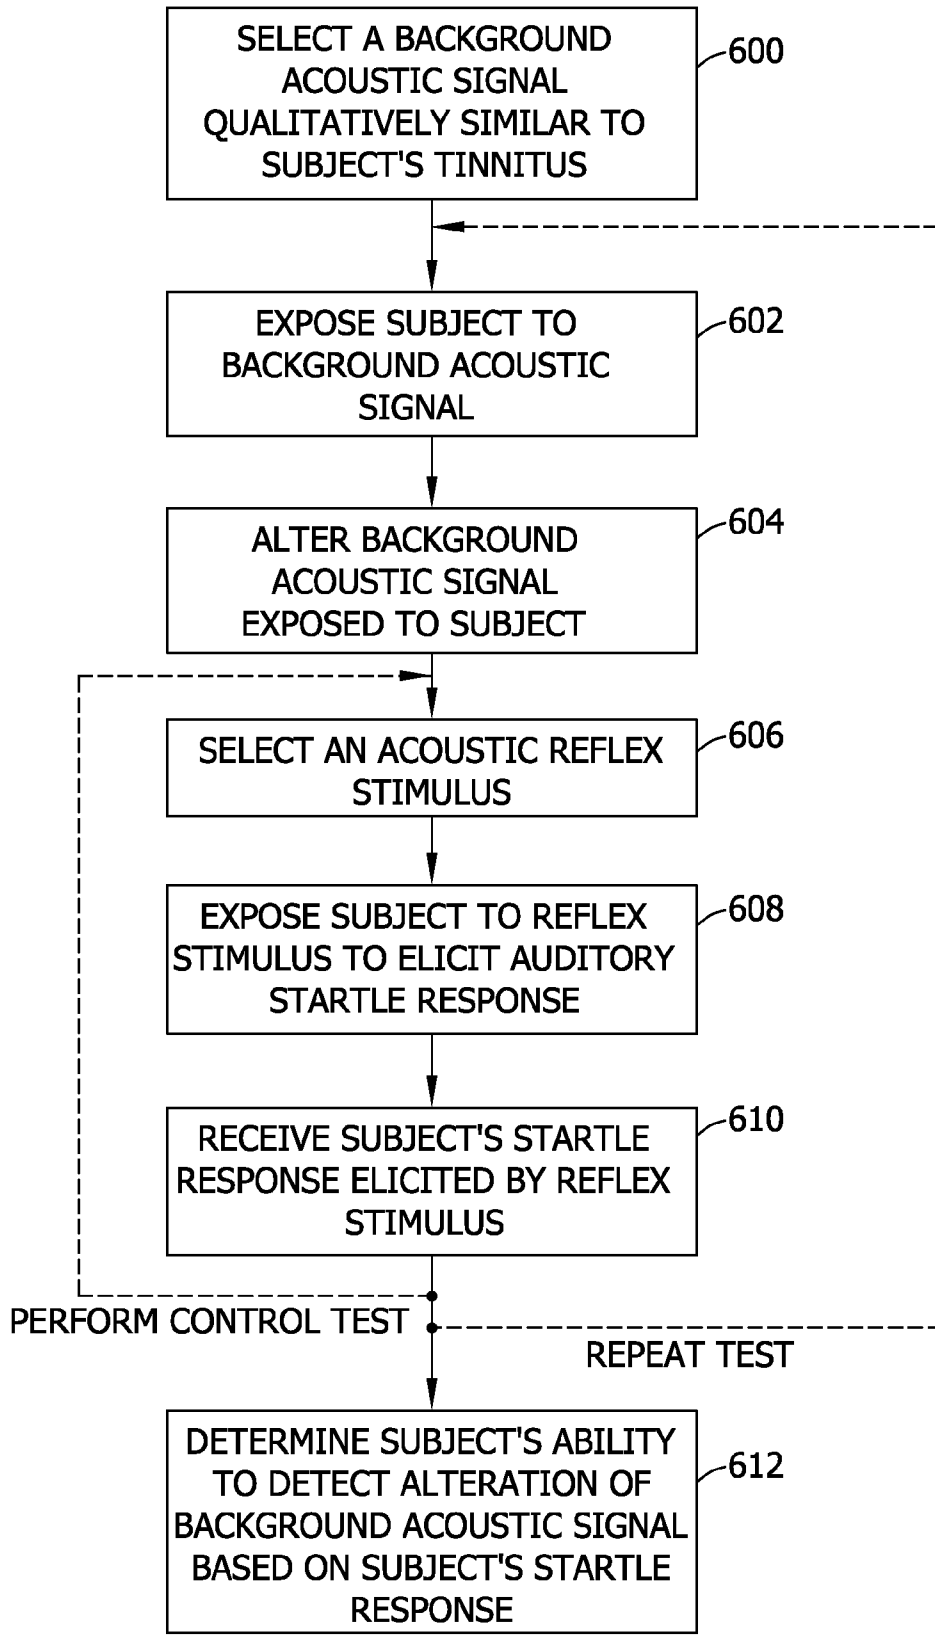 SELECT A BACKGROUND
ACOUSTIC SIGNAL
QUALITATIVELY SIMILAR TO
SUBJECT'S TINNITUS
600
EXPOSE SUBJECT TO
BACKGROUND ACOUSTIC
SIGNAL
602
ALTER BACKGROUND
ACOUSTIC SIGNAL
EXPOSED TO SUBJECT
604
SELECT AN ACOUSTIC REFLEX
STIMULUS
606
EXPOSE SUBJECT TO REFLEX
STIMULUS TO ELICIT AUDITORY
STARTLE RESPONSE
608
RECEIVE SUBJECT'S STARTLE
RESPONSE ELICITED BY REFLEX
STIMULUS
610
PERFORM CONTROL TEST
REPEAT TEST
DETERMINE SUBJECT'S ABILITY
TO DETECT ALTERATION OF
BACKGROUND ACOUSTIC SIGNAL
BASED ON SUBJECT'S STARTLE
RESPONSE
612